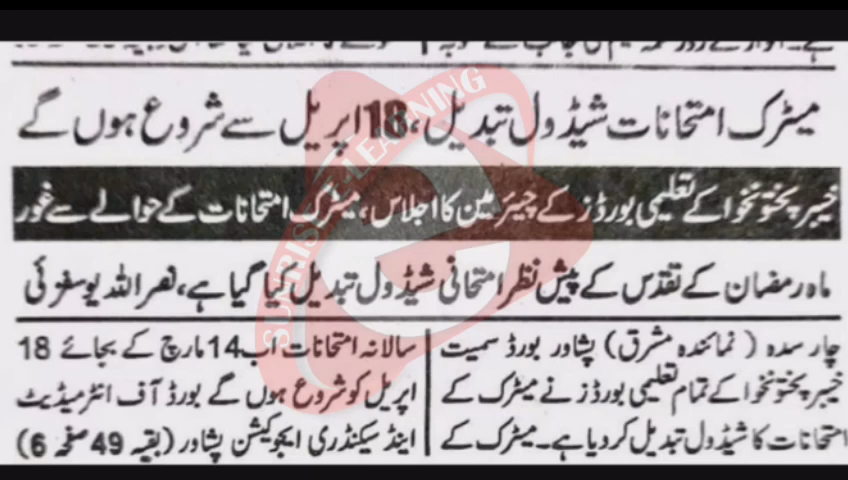 میٹرک امتحانات شیڈول تبدیل، 18 اپریل سے شروع ہوں گے
خیبر پختونخوا کے تعلیمی بورڈز کے چیئرمین کا اجلاس، میٹرک امتحانات کے حوالے سے غور
ماہ رمضان کے تقدس کے پیش نظر امتحانی شیڈول تبدیل کیا گیا ہے، نصر اللہ یوسفزئی
چارسدہ (نمائندہ مشرق) پشاور بورڈ سمیت
خیبر پختونخوا کے تمام تعلیمی بورڈز نے میٹرک کے
امتحانات کا شیڈول تبدیل کر دیا ہے۔ میٹرک کے
سالانہ امتحانات اب 14 مارچ کے بجائے 18
اپریل کو شروع ہوں گے بورڈ آف انٹرمیڈیٹ
اینڈ سیکنڈری ایجوکیشن پشاور (بقیہ 49 صفحہ 6)
SUNRISE E-LEARNING